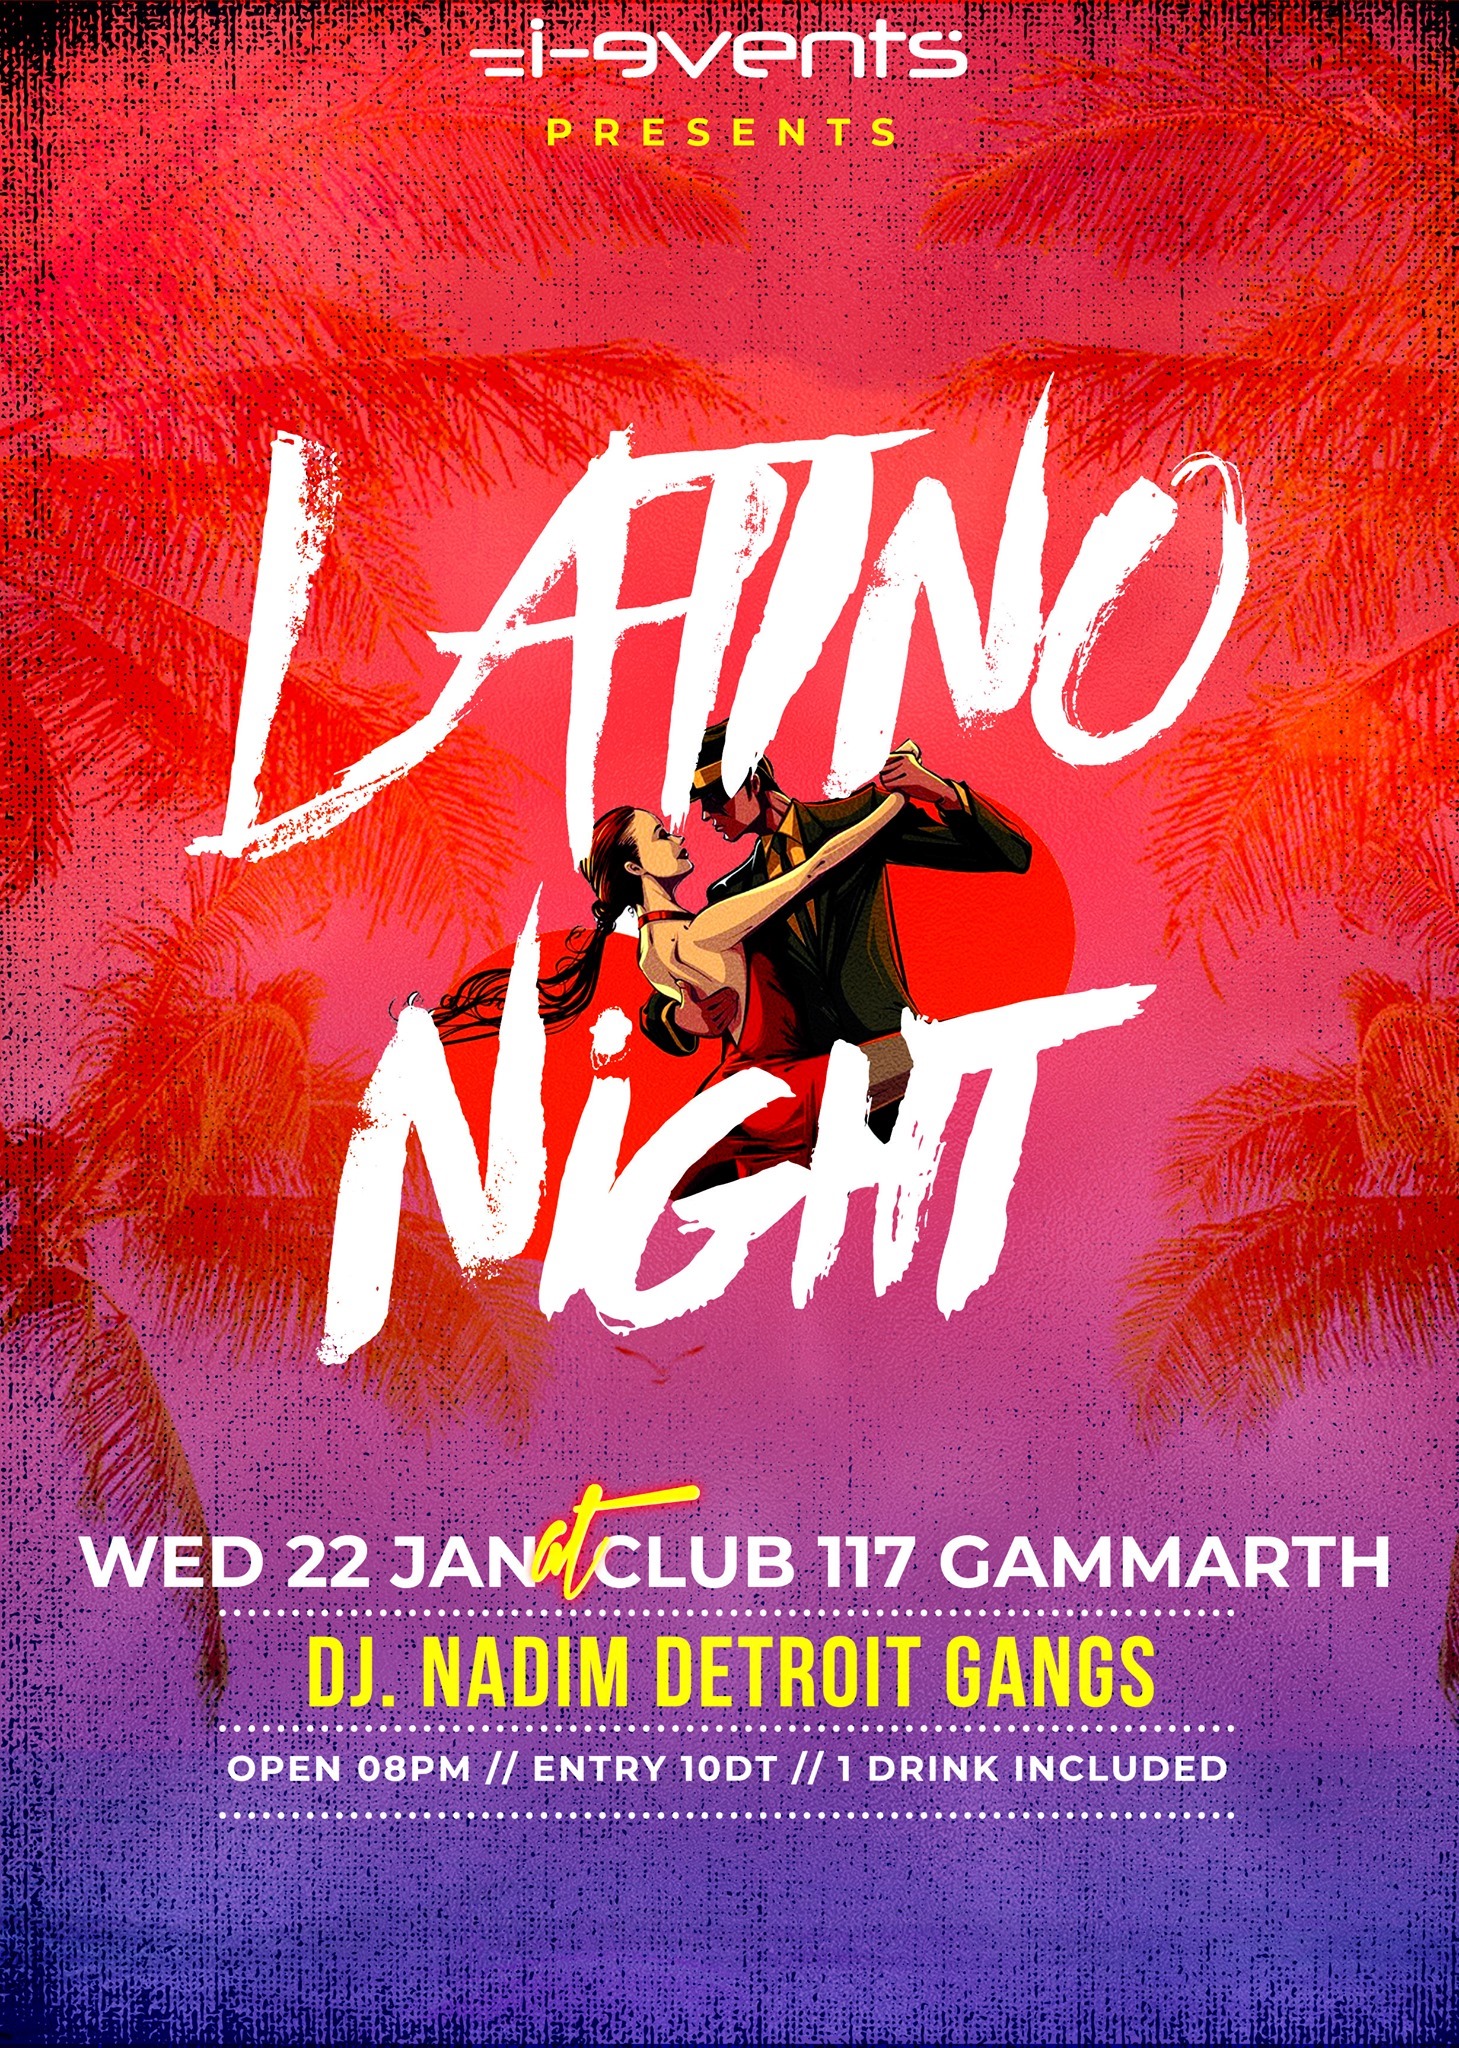 i-events
PRESENTS
LATINO
NiGHT
WED 22 JAN at CLUB 117 GAMMARTH
DJ. NADIM DETROIT GANGS
OPEN 08PM // ENTRY 10DT // 1 DRINK INCLUDED